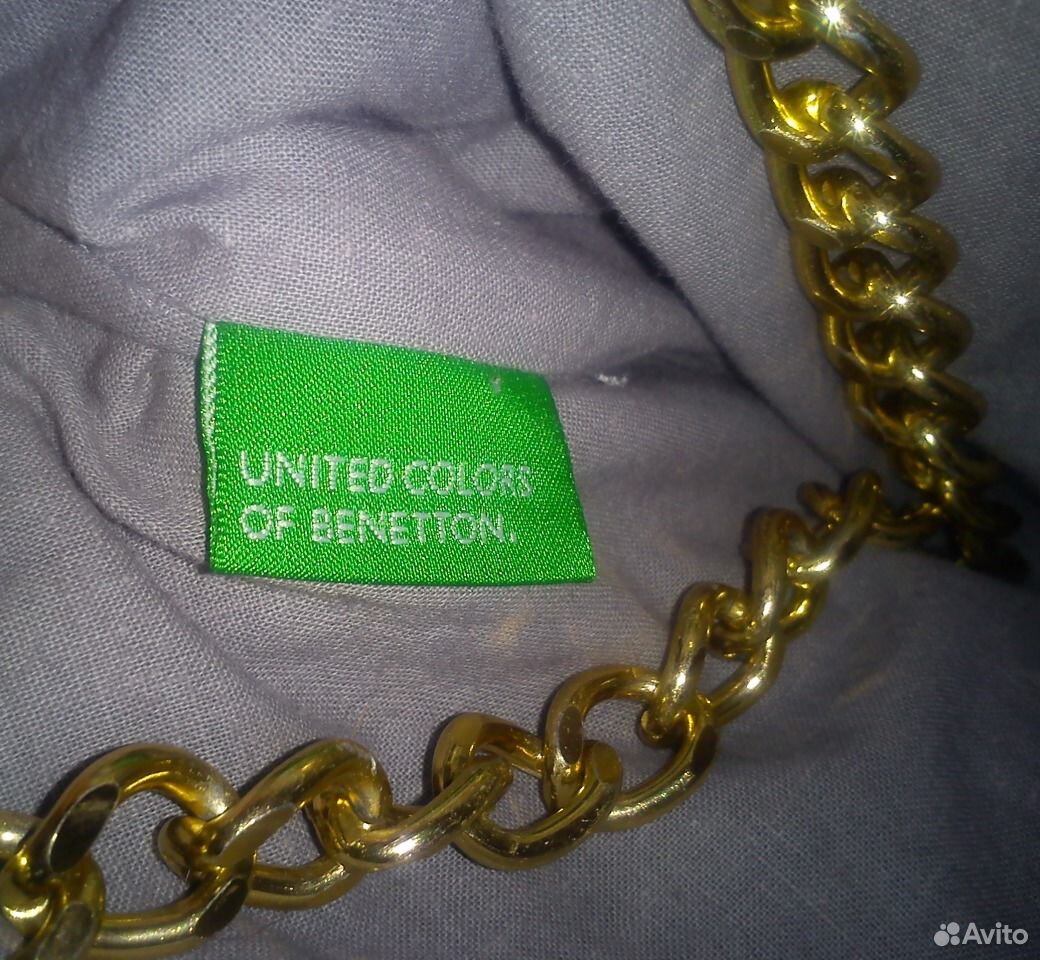 UNITED COLORS
OF BENETTON.
Avito